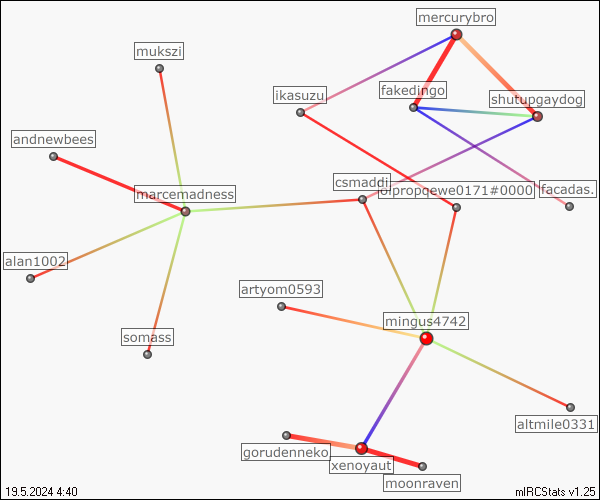 mercurybro
mukszi
fakedingo
ikasuzu
shutupgaydog
andnewbees
csmaddi
olpropqewe0171#0000
facadas.
marcemadness
alan1002
artyom0593
mingus4742
somass
altmile0331
gorudenneko
xenoyaut
moonraven
19.5.2024 4:40
mIRCStats v1.25